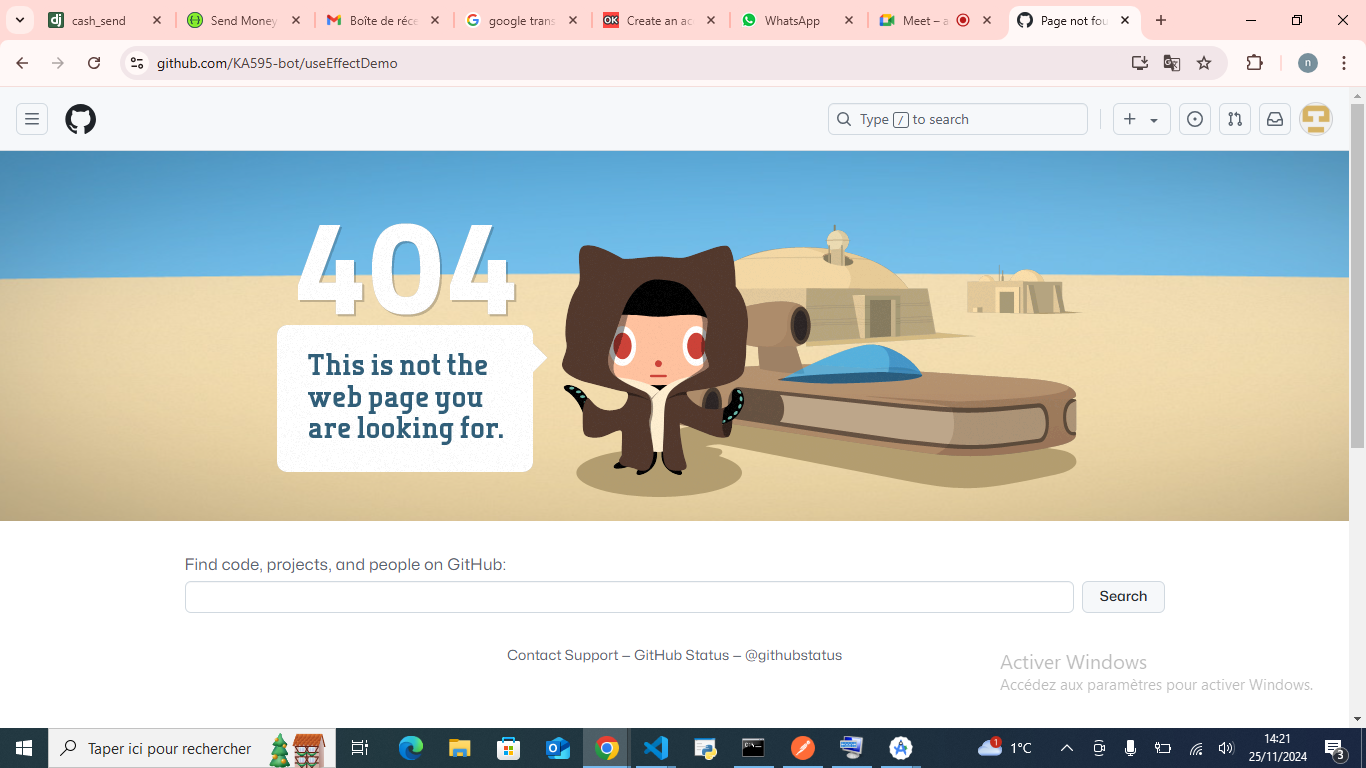 cash_send
Send Money
Boîte de réce
google trans
OK
Create an ac
WhatsApp
Meet – a
Page not fou
github.com/KA595-bot/useEffectDemo
n
Type / to search
404
This is not the
web page you
are looking for.
Find code, projects, and people on GitHub:
Search
Contact Support — GitHub Status — @githubstatus
Activer Windows
Accédez aux paramètres pour activer Windows.
Taper ici pour rechercher
1
1°C
14:21
25/11/2024
3